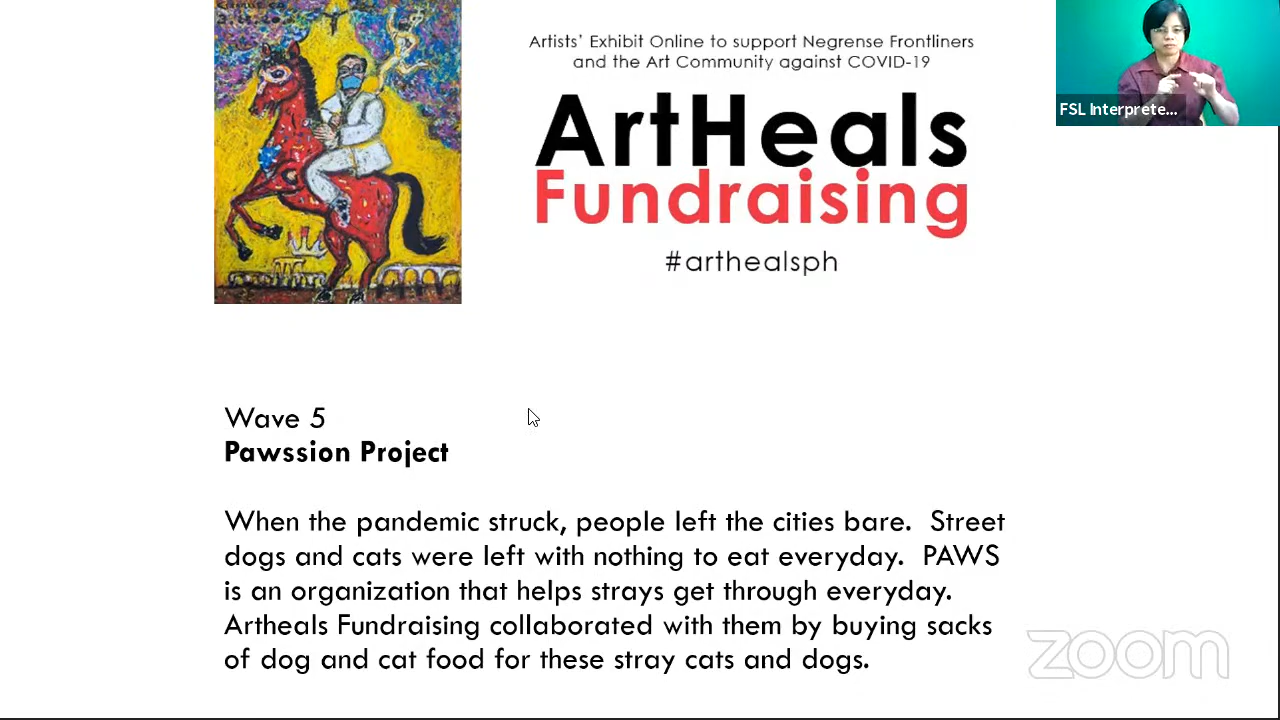 Artists' Exhibit Online to support Negrense Frontliners
and the Art Community against COVID-19
ArtHeals
Fundraising
#arthealsph
FSL Interprete...
Wave 5
Pawssion Project
When the pandemic struck, people left the cities bare. Street
dogs and cats were left with nothing to eat everyday. PAWS
is an organization that helps strays get through everyday.
Artheals Fundraising collaborated with them by buying sacks
of dog and cat food for these stray cats and dogs.
zoom